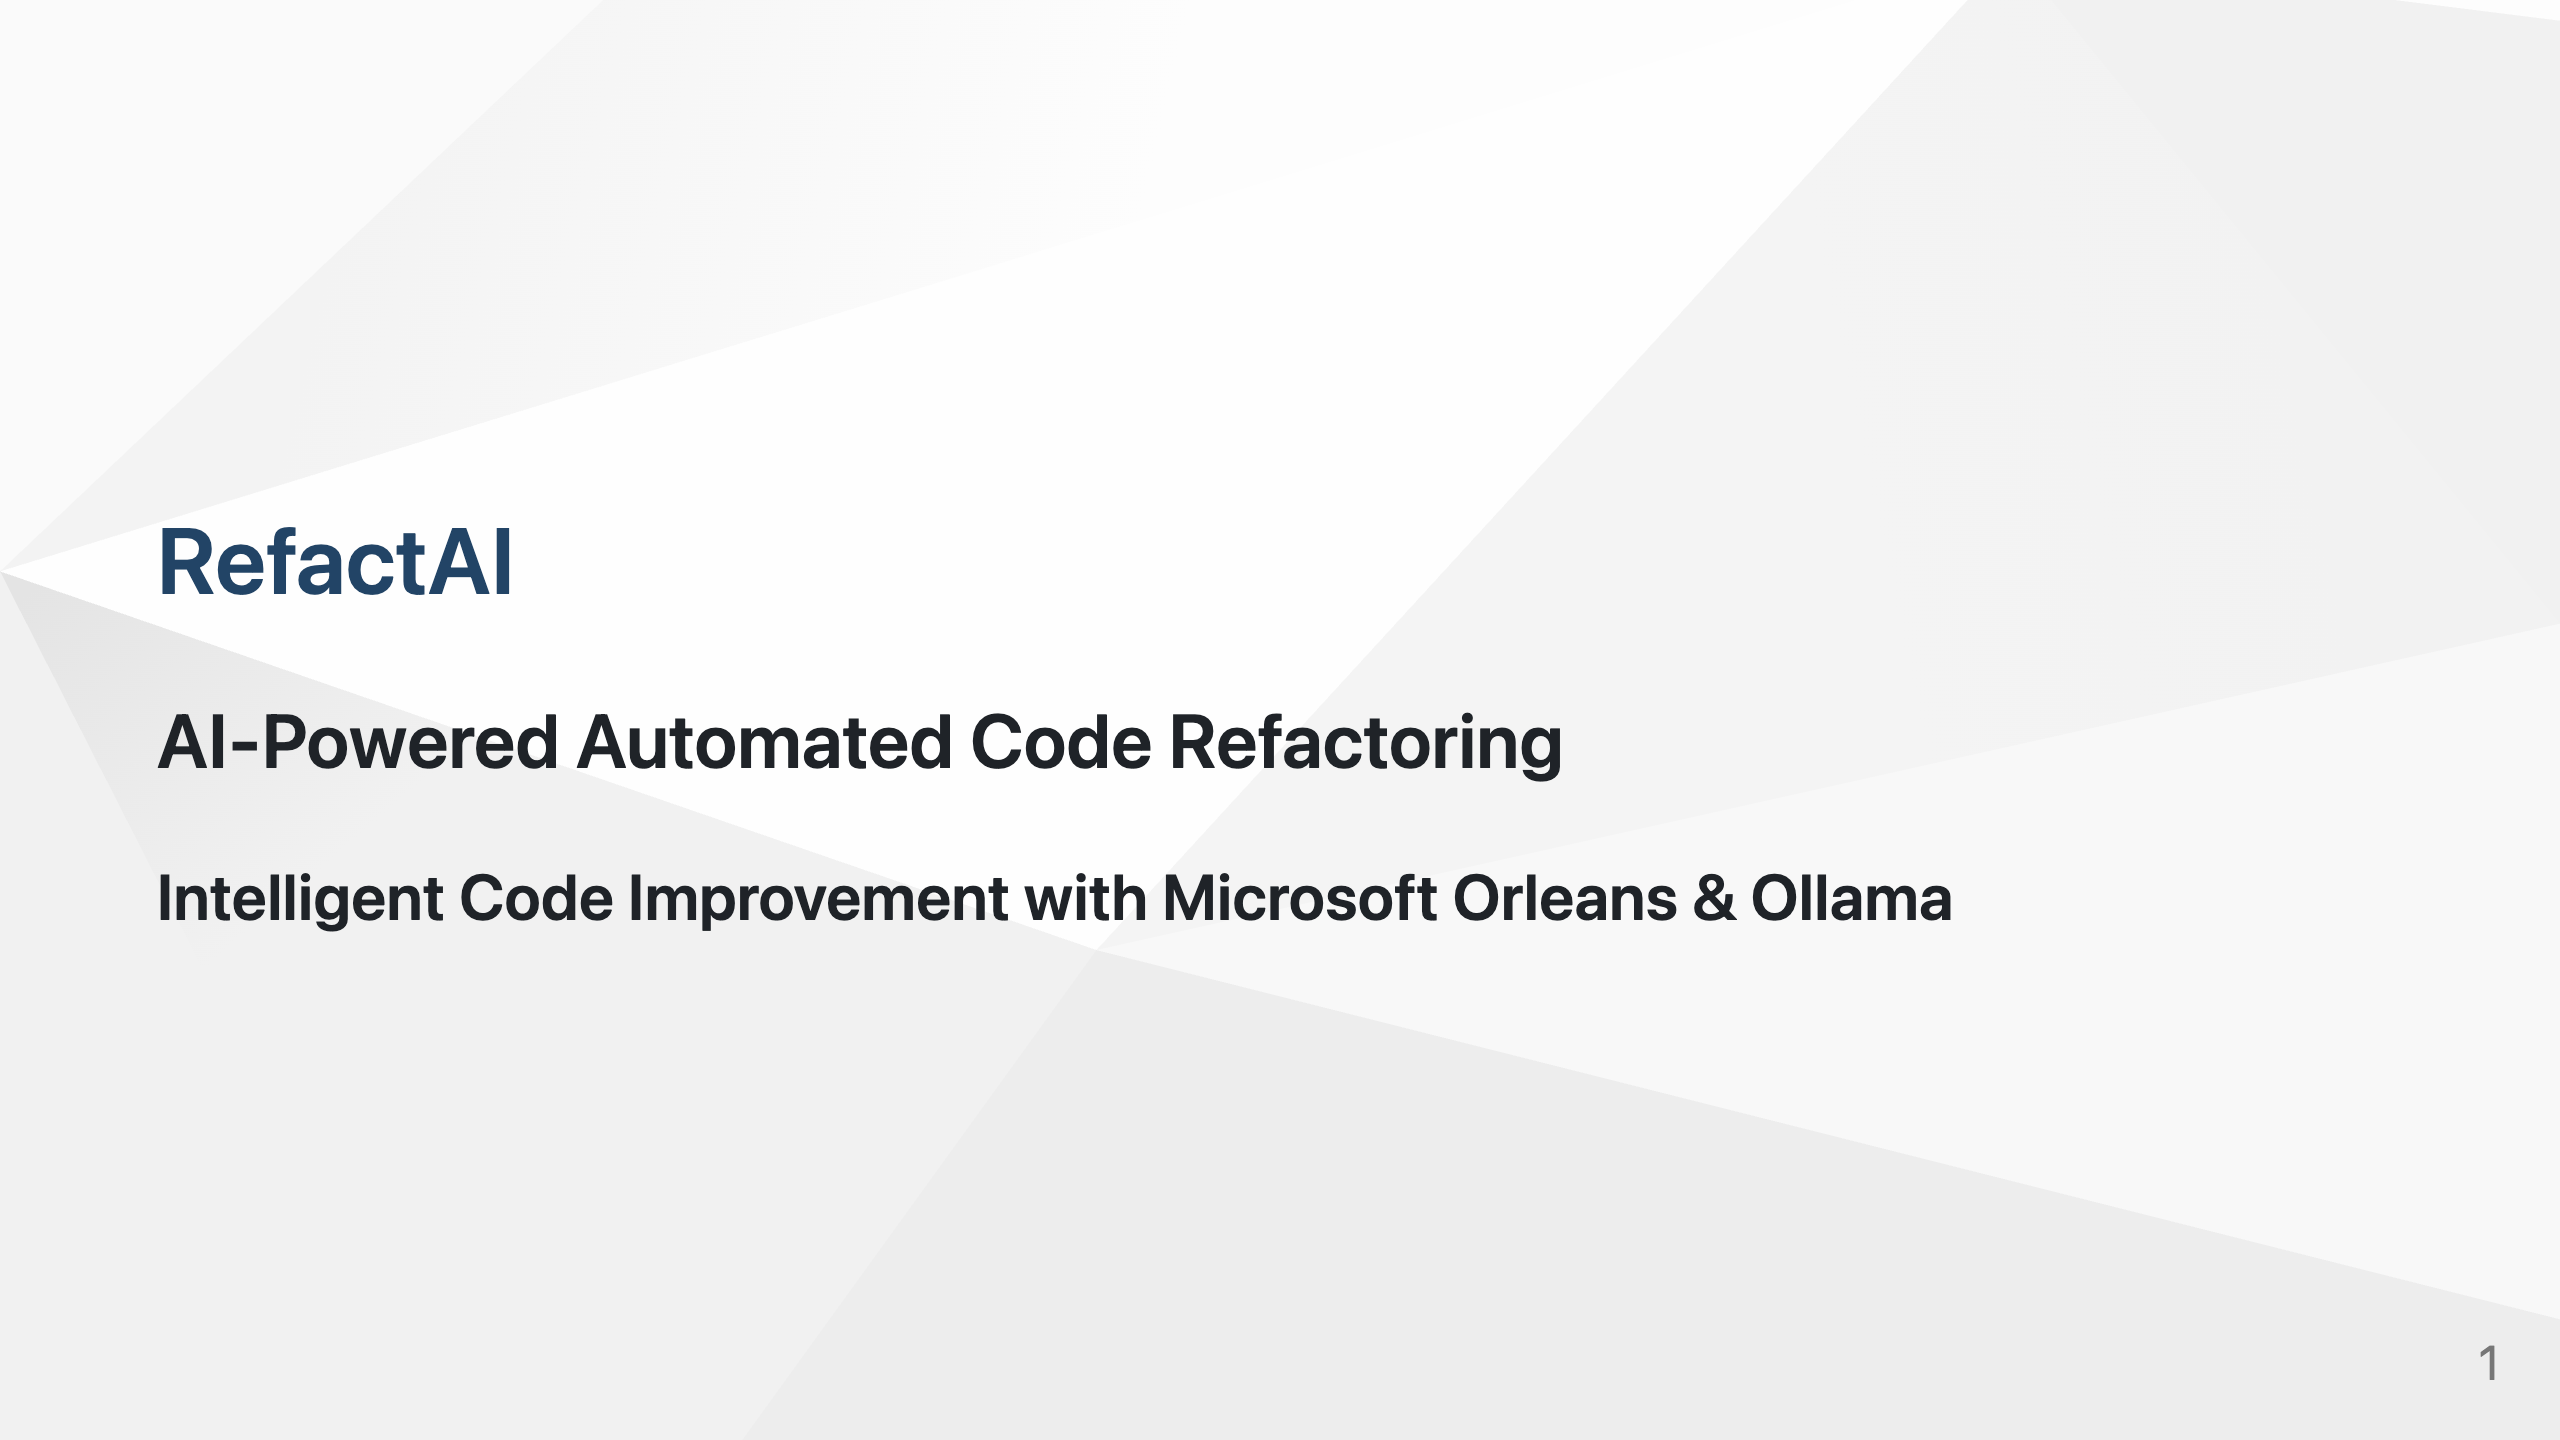 RefactAI
AI-Powered Automated Code Refactoring
Intelligent Code Improvement with Microsoft Orleans & Ollama
1